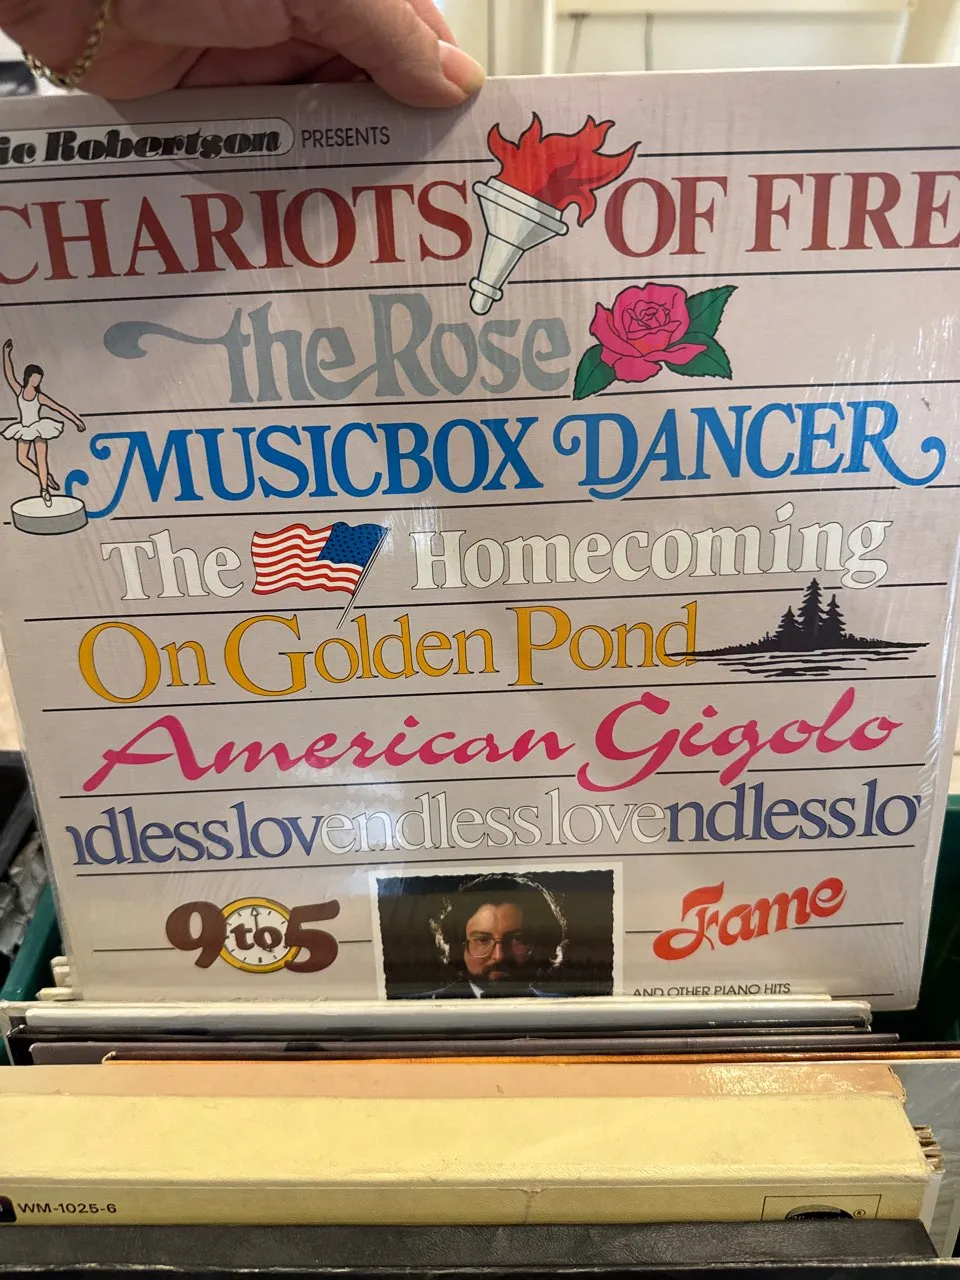 ic Robertson PRESENTS
CHARIOTS OF FIRE
the Rose
MUSICBOX DANCER
The Homecoming
On Golden Pond
American Gigolo
ndlesslovendlesslovendlesslo
9 to 5
Fame
AND OTHER PIANO HITS
WM-1025-6